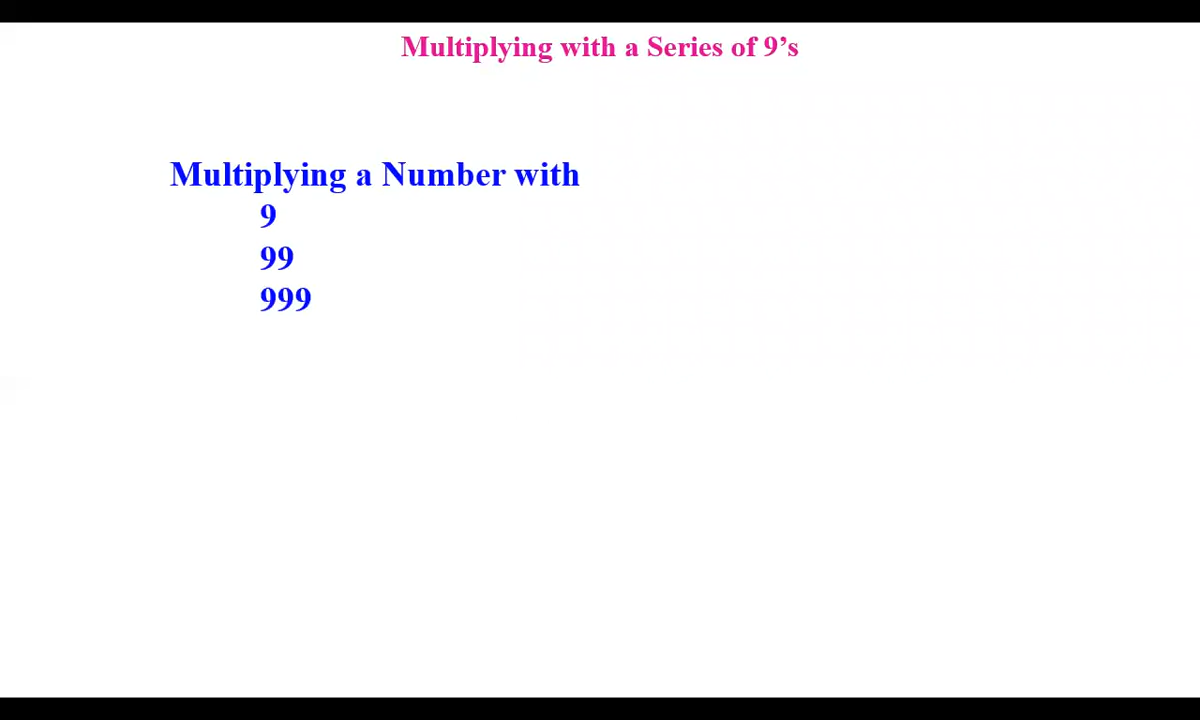 Multiplying with a Series of 9’s
Multiplying a Number with
9
99
999